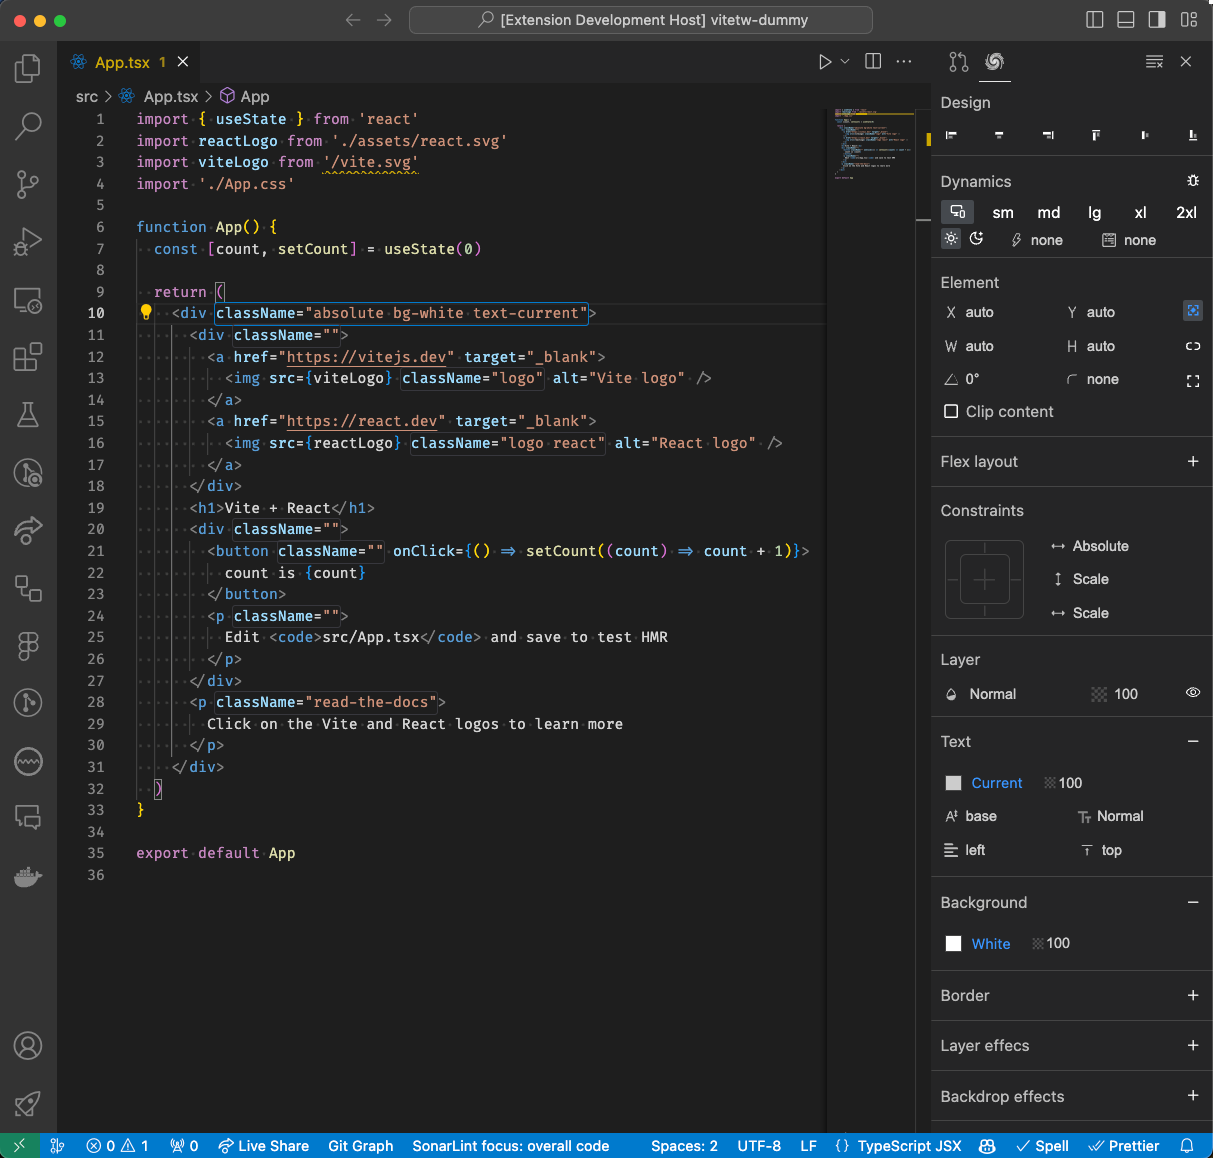 [Extension Development Host] vitetw-dummy
App.tsx 1
src > App.tsx > App
1 import { useState } from 'react'
2 import reactLogo from './assets/react.svg'
3 import viteLogo from '/vite.svg'
4 import './App.css'
5
6 function App() {
7 const [count, setCount] = useState(0)
8
9 return (
10 <div className="absolute bg-white text-current">
11 <div className="">
12 <a href="https://vitejs.dev" target="_blank">
13 <img src={viteLogo} className="logo" alt="Vite logo" />
14 </a>
15 <a href="https://react.dev" target="_blank">
16 <img src={reactLogo} className="logo react" alt="React logo" />
17 </a>
18 </div>
19 <h1>Vite + React</h1>
20 <div className="">
21 <button className="" onClick={() => setCount((count) => count + 1)}>
22 count is {count}
23 </button>
24 <p className="">
25 Edit <code>src/App.tsx</code> and save to test HMR
26 </p>
27 </div>
28 <p className="read-the-docs">
29 Click on the Vite and React logos to learn more
30 </p>
31 </div>
32 )
33 }
34
35 export default App
36
Design
Dynamics
sm md lg xl 2xl
none none
Element
X auto Y auto
W auto H auto
0° none
Clip content
Flex layout
Constraints
Absolute
Scale
Scale
Layer
Normal 100
Text
Current 100
base Normal
left top
Background
White 100
Border
Layer effecs
Backdrop effects
0 1 0 Live Share Git Graph SonarLint focus: overall code Spaces: 2 UTF-8 LF {} TypeScript JSX Spell Prettier